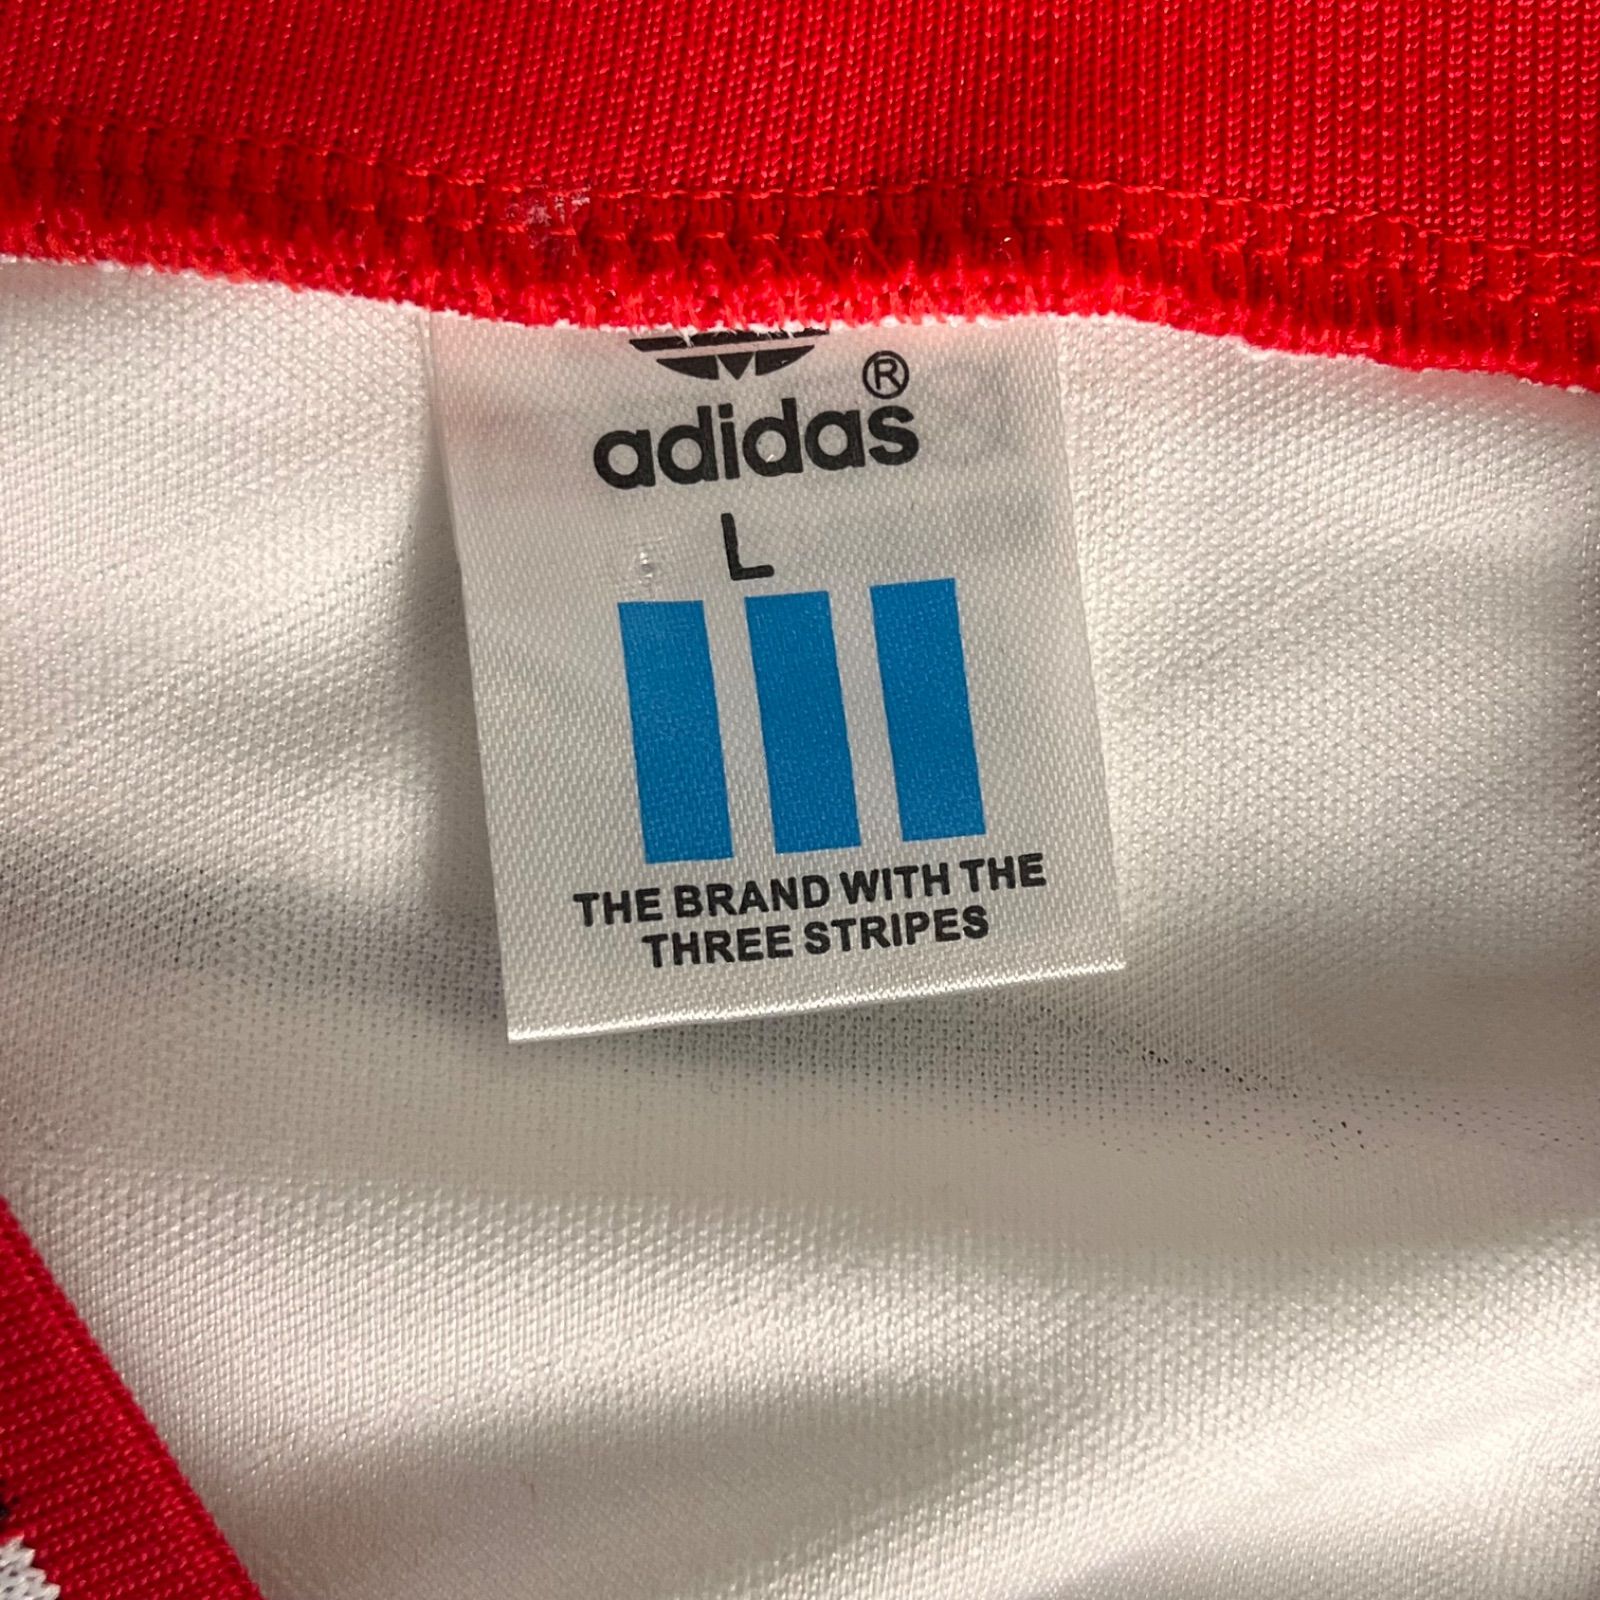 ®
adidas
L
THE BRAND WITH THE
THREE STRIPES